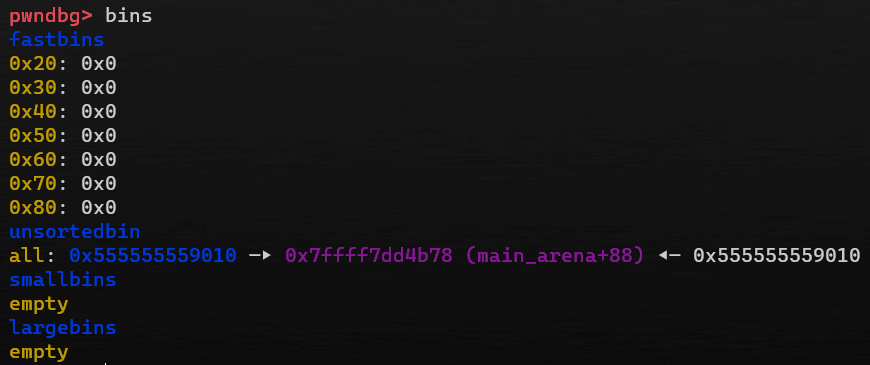 pwndbg> bins
fastbins
0x20: 0x0
0x30: 0x0
0x40: 0x0
0x50: 0x0
0x60: 0x0
0x70: 0x0
0x80: 0x0
unsortedbin
all: 0x555555559010 —▸ 0x7ffff7dd4b78 (main_arena+88) ◂— 0x555555559010
smallbins
empty
largebins
empty